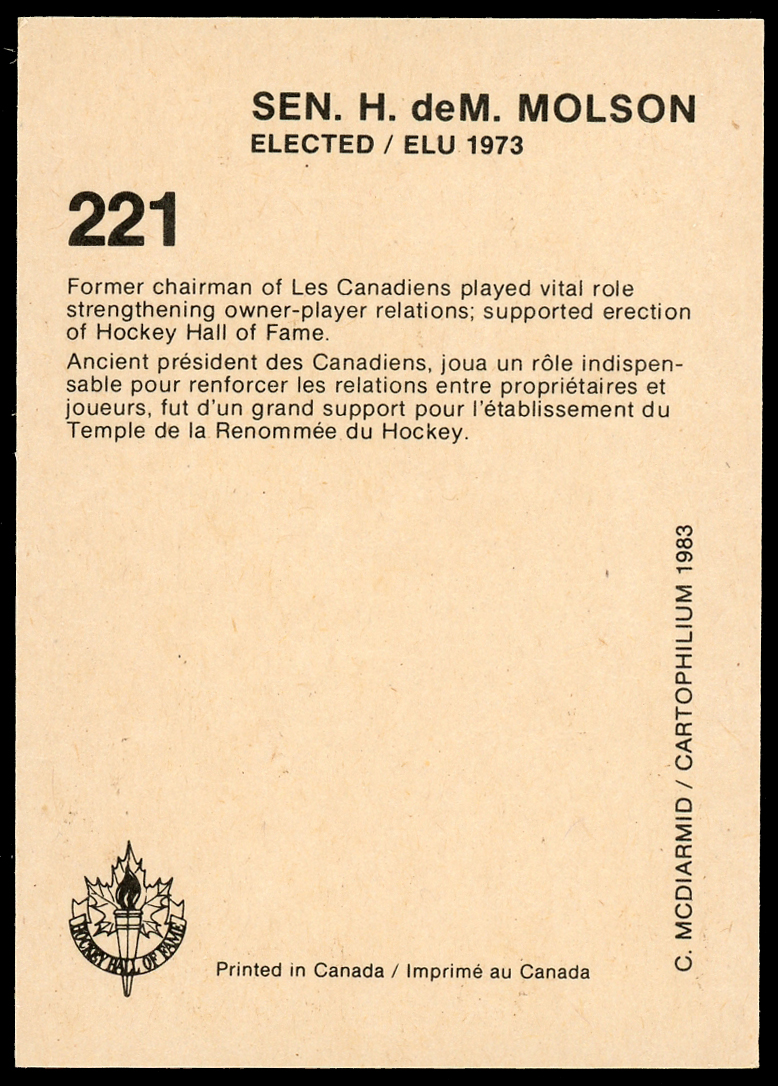 SEN. H. deM. MOLSON
ELECTED / ELU 1973
221
Former chairman of Les Canadiens played vital role
strengthening owner-player relations; supported erection
of Hockey Hall of Fame.
Ancient président des Canadiens, joua un rôle indispen-
sable pour renforcer les relations entre propriétaires et
joueurs, fut d'un grand support pour l'établissement du
Temple de la Renommée du Hockey.
C. MCDIARMID / CARTOPHILIUM 1983
HOCKEY HALL OF FAME
Printed in Canada / Imprimé au Canada